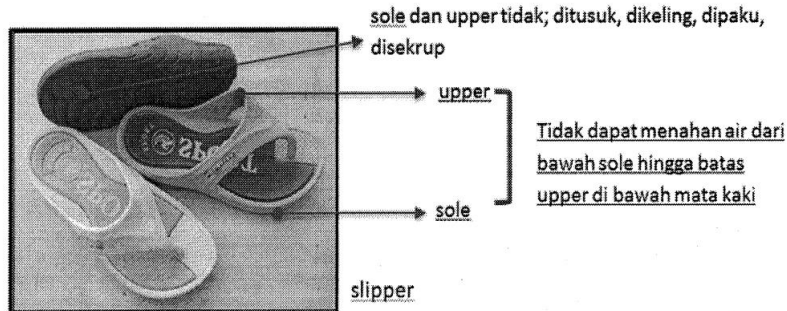 sole dan upper tidak; ditusuk, dikeling, dipaku,
disekrup
upper
Tidak dapat menahan air dari
bawah sole hingga batas
upper di bawah mata kaki
sole
slipper